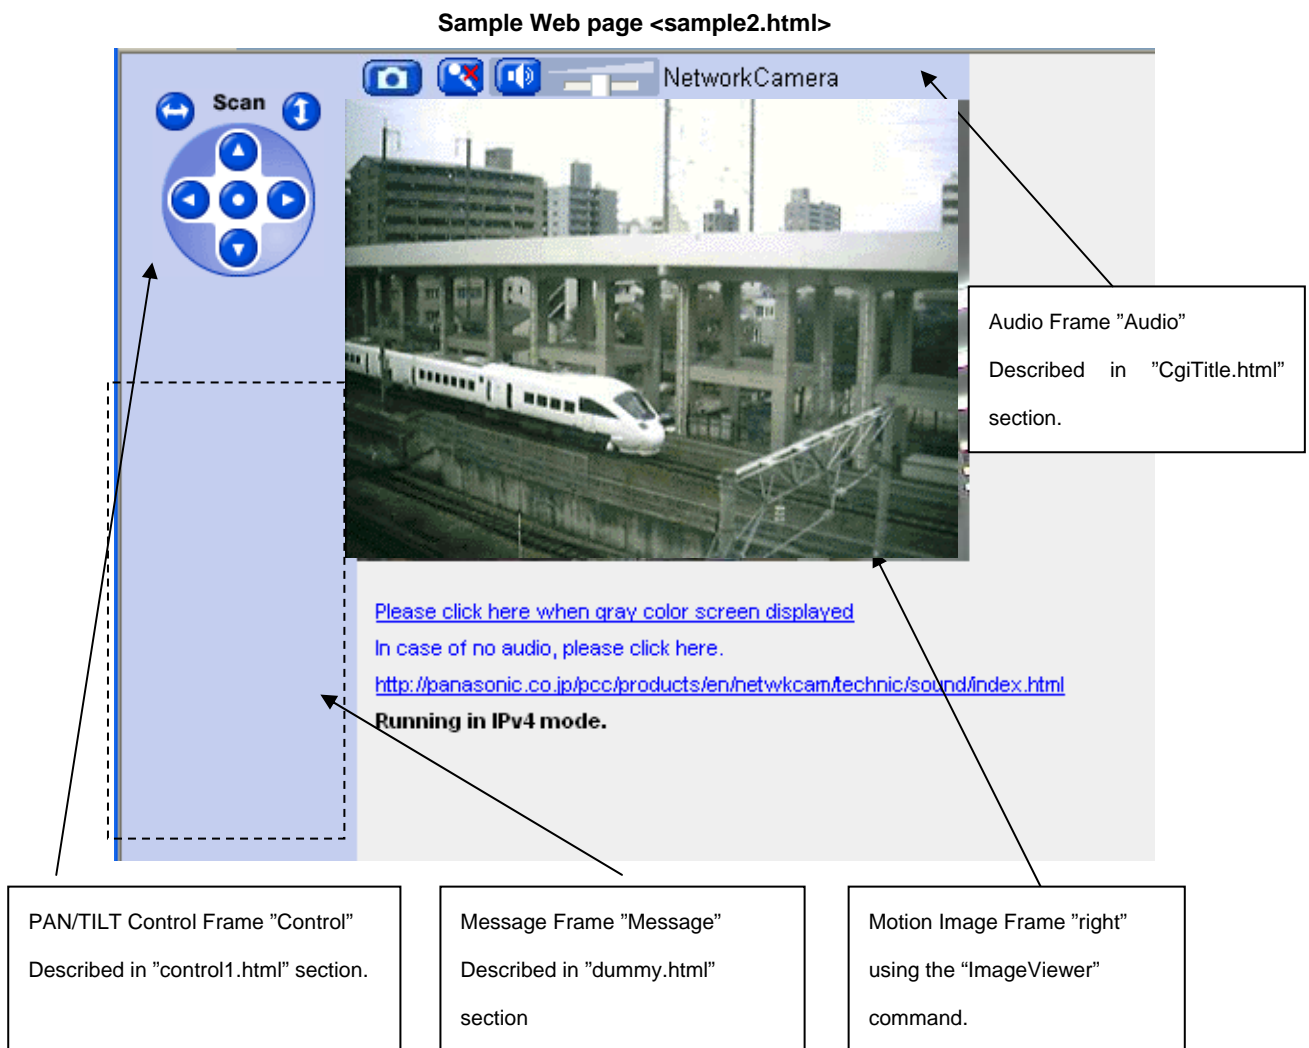 Sample Web page <sample2.html>
Scan
NetworkCamera
Audio Frame ”Audio”
Described in ”CgiTitle.html”
section.
Please click here when gray color screen displayed
In case of no audio, please click here.
http://panasonic.co.jp/pcc/products/en/netwkcam/technic/sound/index.html
Running in IPv4 mode.
PAN/TILT Control Frame ”Control”
Described in ”control1.html” section.
Message Frame ”Message”
Described in ”dummy.html”
section
Motion Image Frame ”right”
using the “ImageViewer”
command.